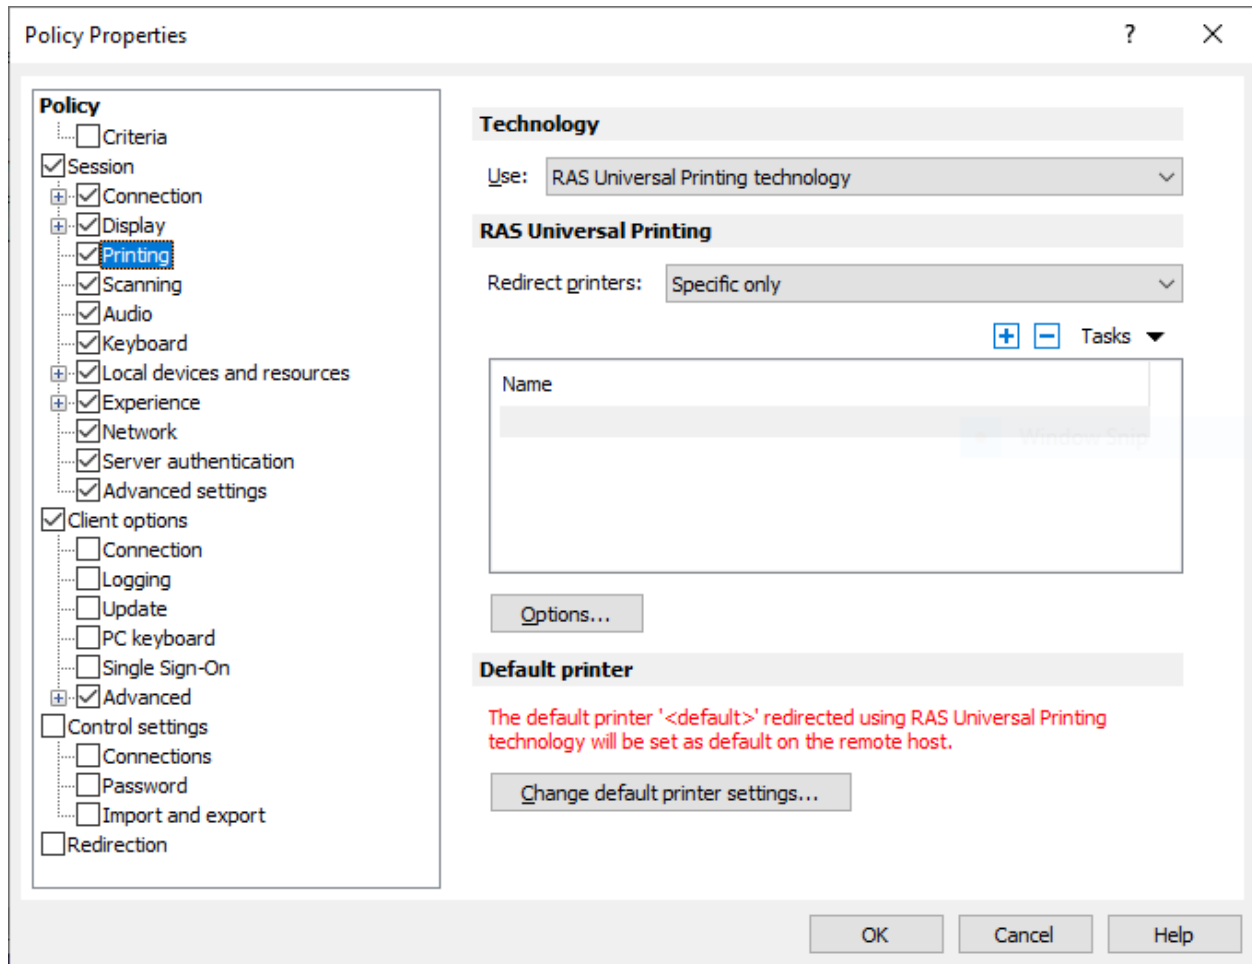 Policy Properties
?
Policy
Criteria
Session
Connection
Display
Printing
Scanning
Audio
Keyboard
Local devices and resources
Experience
Network
Server authentication
Advanced settings
Client options
Connection
Logging
Update
PC keyboard
Single Sign-On
Advanced
Control settings
Connections
Password
Import and export
Redirection
Technology
Use: RAS Universal Printing technology
RAS Universal Printing
Redirect printers: Specific only
Tasks
Name
Window Snip
Options...
Default printer
The default printer '<default>' redirected using RAS Universal Printing
technology will be set as default on the remote host.
Change default printer settings...
OK Cancel Help